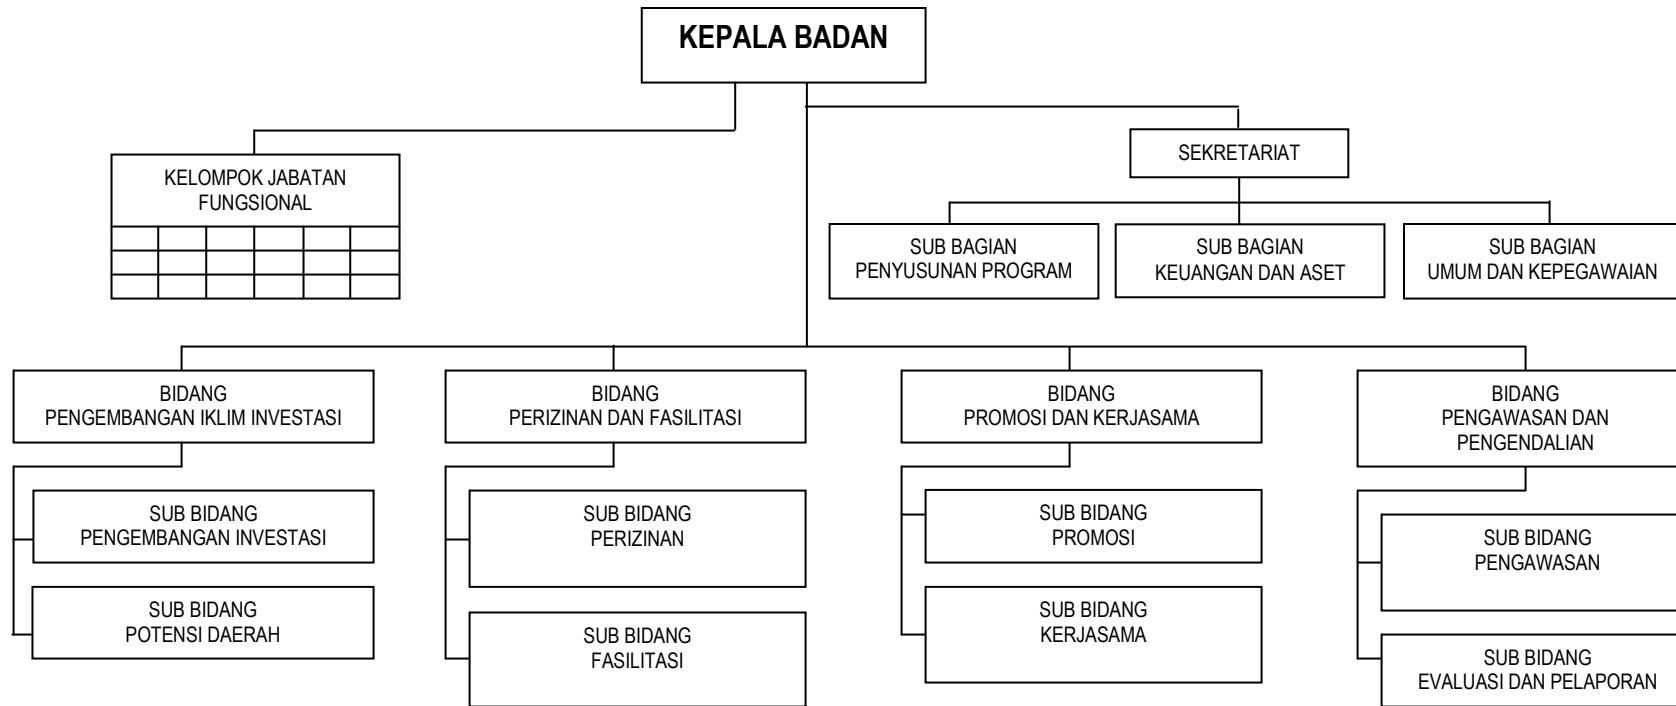 KEPALA BADAN
SEKRETARIAT
KELOMPOK JABATAN
FUNGSIONAL
SUB BAGIAN
PENYUSUNAN PROGRAM
SUB BAGIAN
KEUANGAN DAN ASET
SUB BAGIAN
UMUM DAN KEPEGAWAIAN
BIDANG
PENGEMBANGAN IKLIM INVESTASI
BIDANG
PERIZINAN DAN FASILITASI
BIDANG
PROMOSI DAN KERJASAMA
BIDANG
PENGAWASAN DAN
PENGENDALIAN
SUB BIDANG
PENGEMBANGAN INVESTASI
SUB BIDANG
PERIZINAN
SUB BIDANG
PROMOSI
SUB BIDANG
PENGAWASAN
SUB BIDANG
POTENSI DAERAH
SUB BIDANG
FASILITASI
SUB BIDANG
KERJASAMA
SUB BIDANG
EVALUASI DAN PELAPORAN